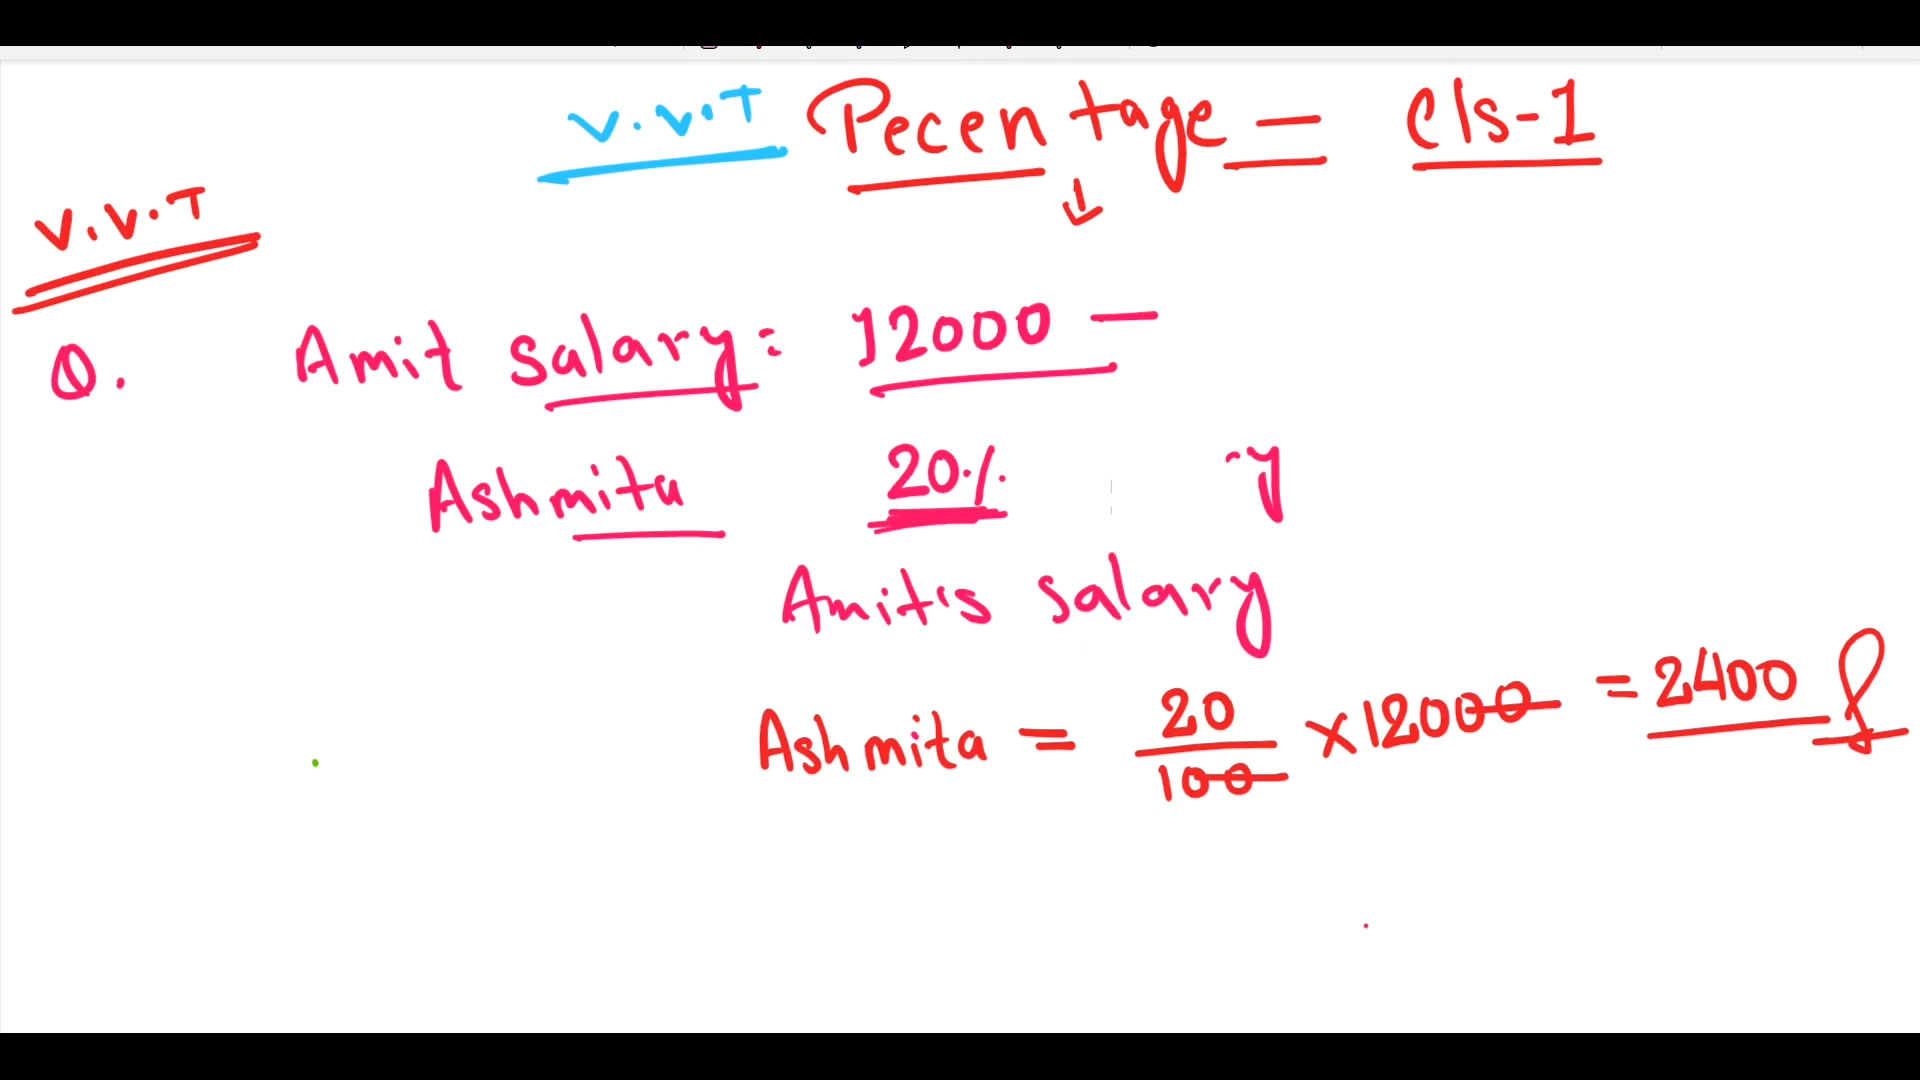 V.V.T Pecentage = Cls-1
V.V.T
Q. Amit salary = 12000 —
Ashmita 20% y
Amit's salary
Ashmita = 20/100 × 12000 = 2400